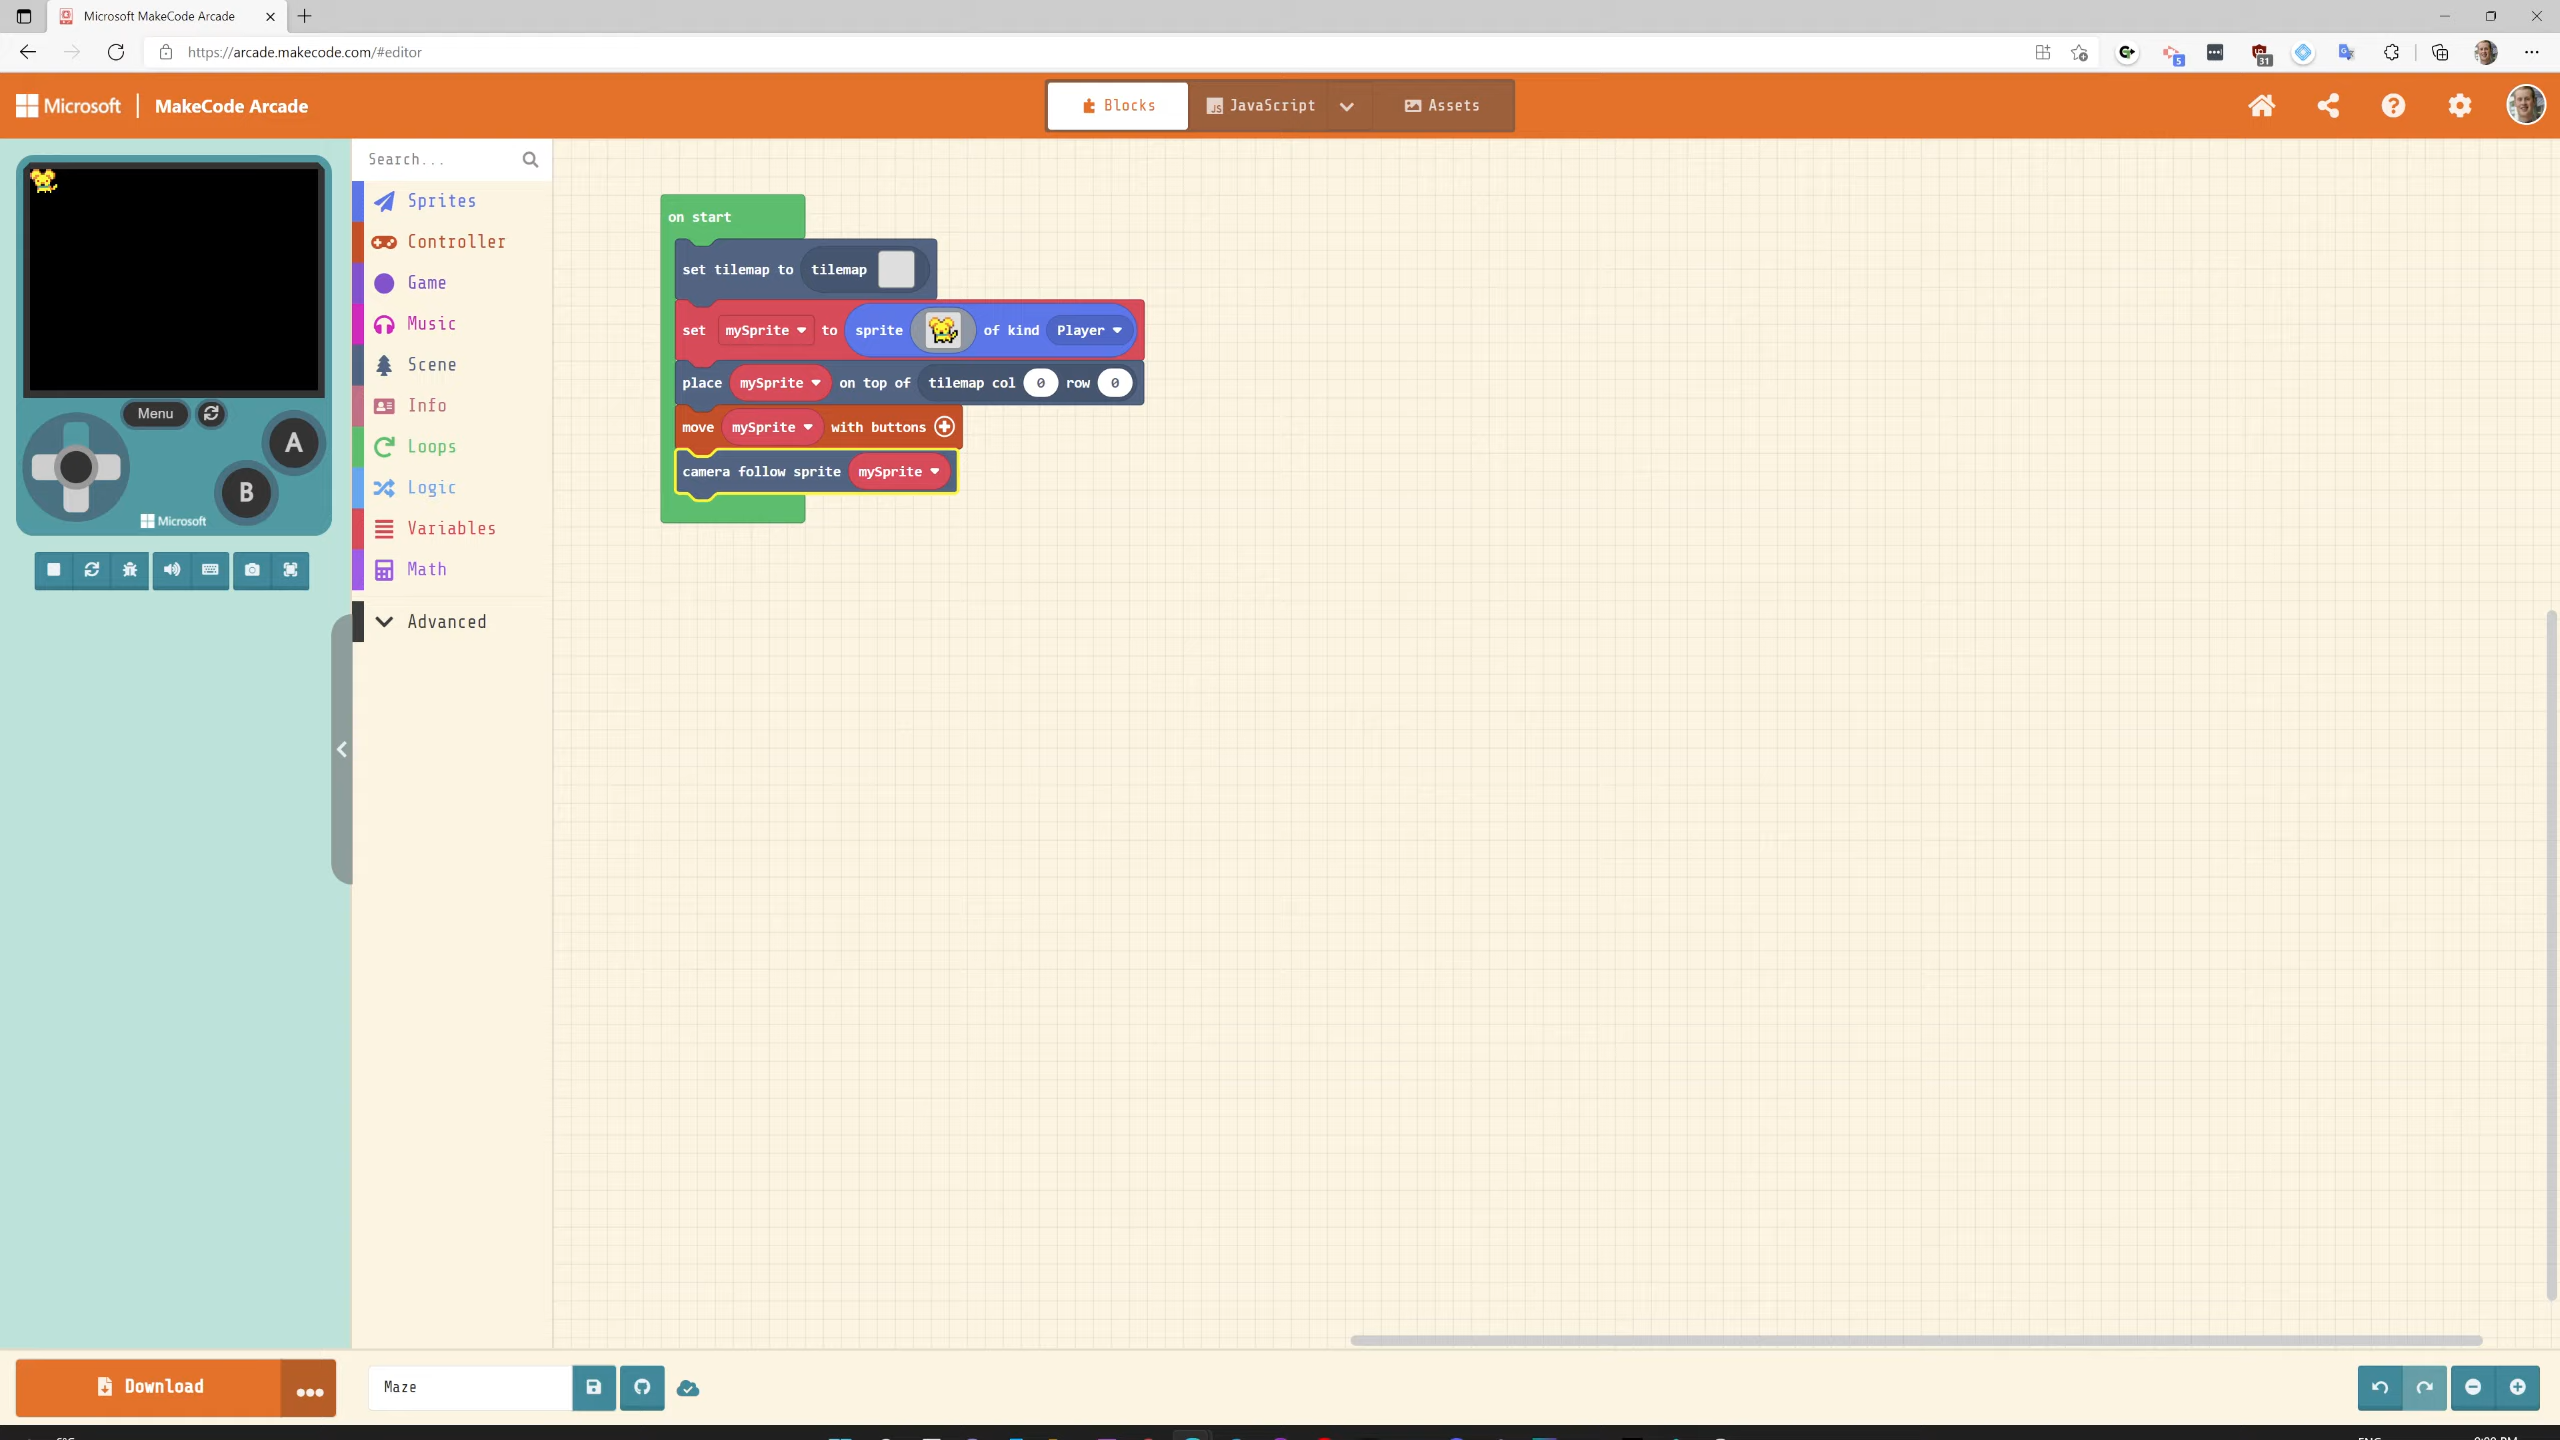 Microsoft MakeCode Arcade
https://arcade.makecode.com/#editor
5
31
Microsoft
MakeCode Arcade
Blocks
JavaScript
Assets
Menu
A
B
Microsoft
Search...
Sprites
Controller
Game
Music
Scene
Info
Loops
Logic
Variables
Math
Advanced
on start
set tilemap to tilemap
set mySprite to sprite of kind Player
place mySprite on top of tilemap col 0 row 0
move mySprite with buttons
camera follow sprite mySprite
Download
Maze